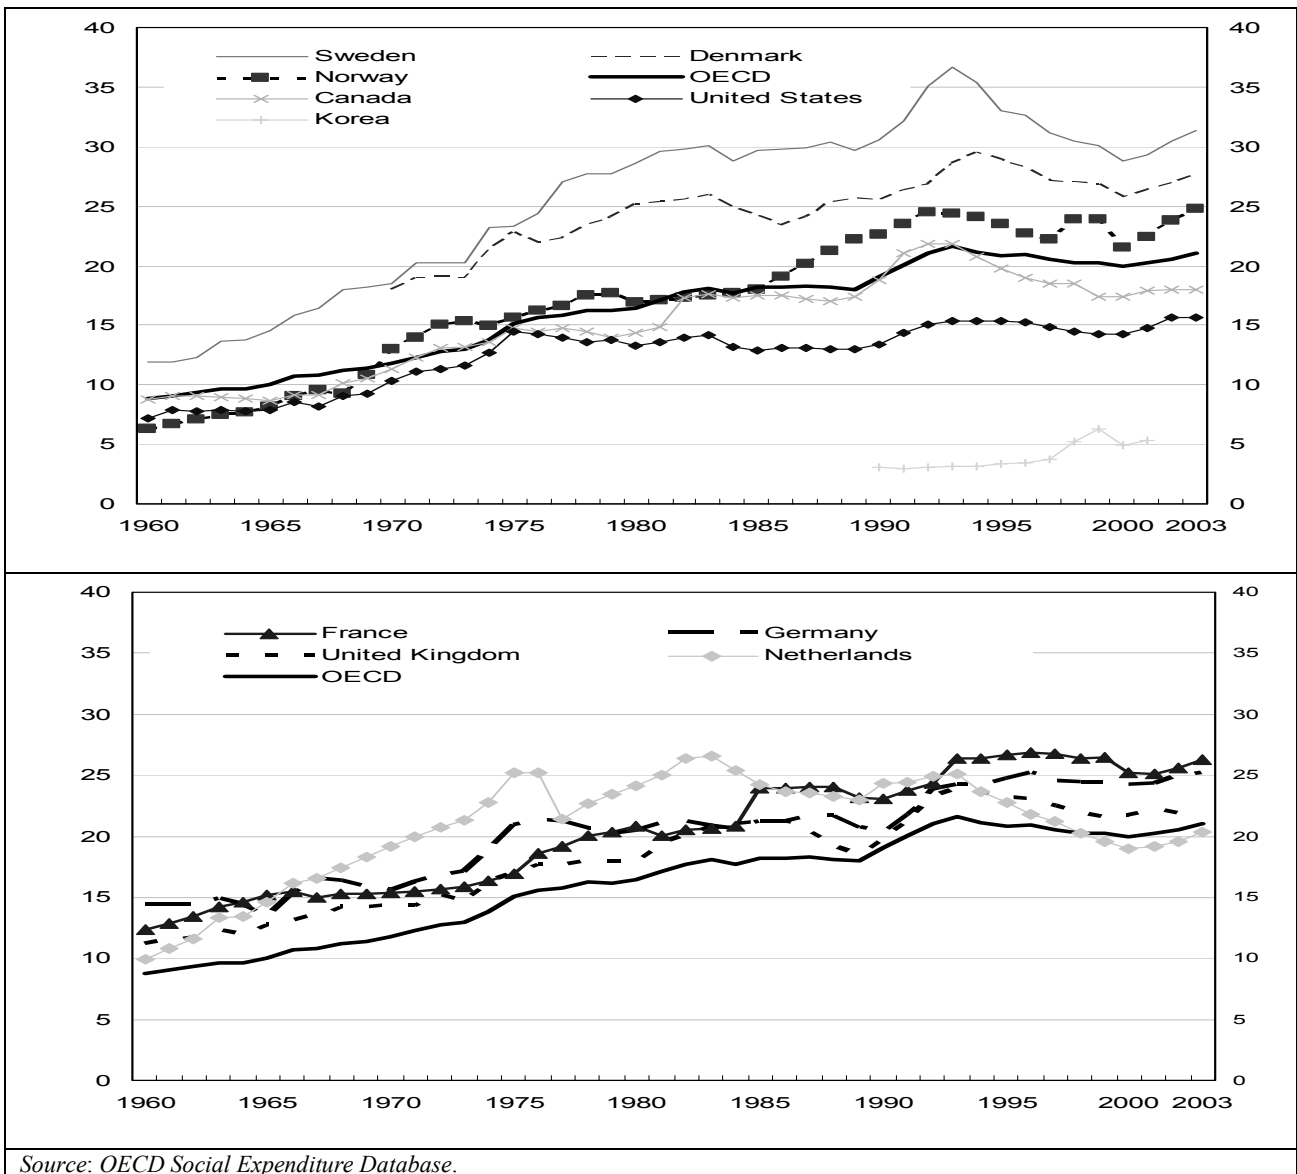 40 40
Sweden Denmark
Norway OECD
35 35
Canada United States
Korea
30 30
25 25
20 20
15 15
10 10
5 5
0 0
1960 1965 1970 1975 1980 1985 1990 1995 2000 2003
40 40
France Germany
35 United Kingdom Netherlands 35
OECD
30 30
25 25
20 20
15 15
10 10
5 5
0 0
1960 1965 1970 1975 1980 1985 1990 1995 2000 2003
Source: OECD Social Expenditure Database.